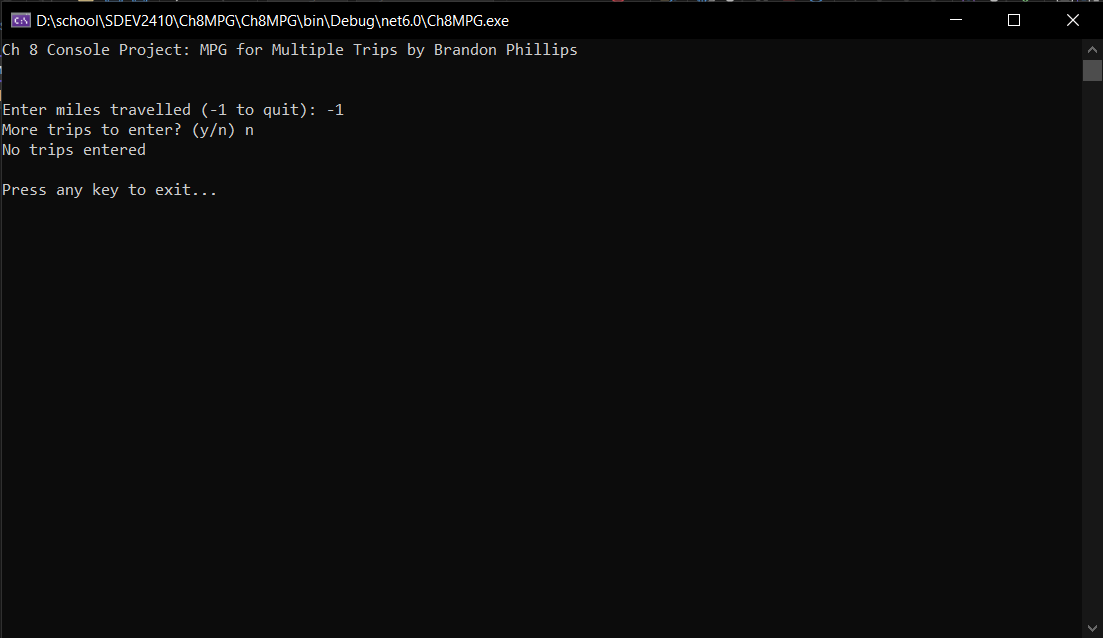 D:\school\SDEV2410\Ch8MPG\Ch8MPG\bin\Debug\net6.0\Ch8MPG.exe
Ch 8 Console Project: MPG for Multiple Trips by Brandon Phillips
Enter miles travelled (-1 to quit): -1
More trips to enter? (y/n) n
No trips entered
Press any key to exit...